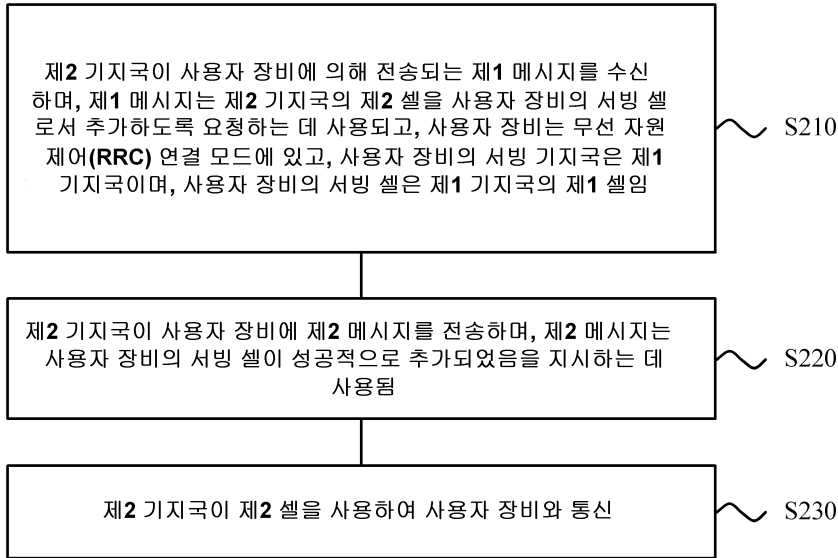 제2 기지국이 사용자 장비에 의해 전송되는 제1 메시지를 수신
하며, 제1 메시지는 제2 기지국의 제2 셀을 사용자 장비의 서빙 셀
로서 추가하도록 요청하는 데 사용되고, 사용자 장비는 무선 자원
제어(RRC) 연결 모드에 있고, 사용자 장비의 서빙 기지국은 제1
기지국이며, 사용자 장비의 서빙 셀은 제1 기지국의 제1 셀임
S210
제2 기지국이 사용자 장비에 제2 메시지를 전송하며, 제2 메시지는
사용자 장비의 서빙 셀이 성공적으로 추가되었음을 지시하는 데
사용됨
S220
제2 기지국이 제2 셀을 사용하여 사용자 장비와 통신
S230